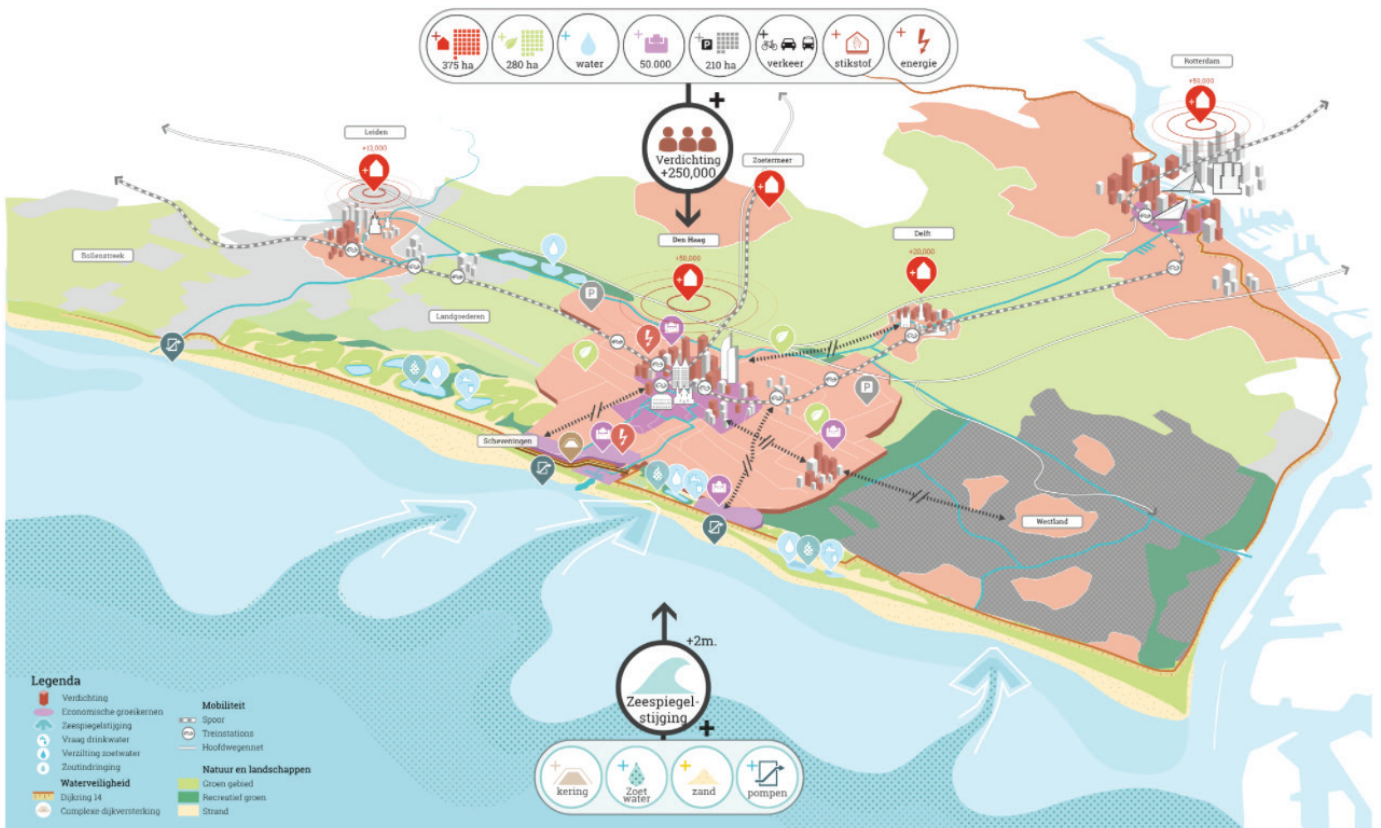 375 ha
280 ha
water
50.000
P
210 ha
verkeer
stikstof
energie
Verdichting
+250,000
Rotterdam
+50,000
Leiden
+12,000
Zoetermeer
Den Haag
+50,000
Delft
+20,000
Bollenstreek
Landgoederen
P
P
Scheveningen
Westland
+2m.
Zeespiegel-
stijging
kering
Zoet
water
zand
pompen
Legenda
Verdichting
Economische groeikernen
Zeespiegelstijging
Vraag drinkwater
Verzilting zoetwater
Zoutindringing
Waterveiligheid
Dijkring 14
Complexe dijkversterking
Mobiliteit
Spoor
Treinstations
Hoofdwegennet
Natuur en landschappen
Groen gebied
Recreatief groen
Strand